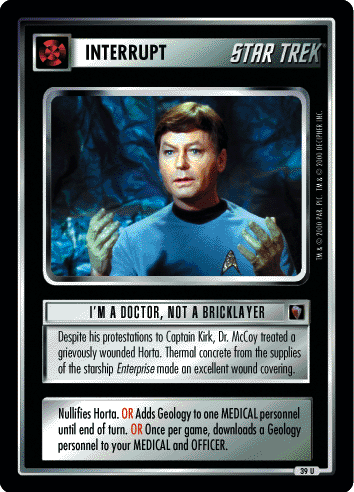 INTERRUPT STAR TREK
TM & © 2000 PAR. PIC. TM & © 2000 DECIPHER INC.
I'M A DOCTOR, NOT A BRICKLAYER
Despite his protestations to Captain Kirk, Dr. McCoy treated a
grievously wounded Horta. Thermal concrete from the supplies
of the starship Enterprise made an excellent wound covering.
Nullifies Horta. OR Adds Geology to one MEDICAL personnel
until end of turn. OR Once per game, downloads a Geology
personnel to your MEDICAL and OFFICER.
39 U